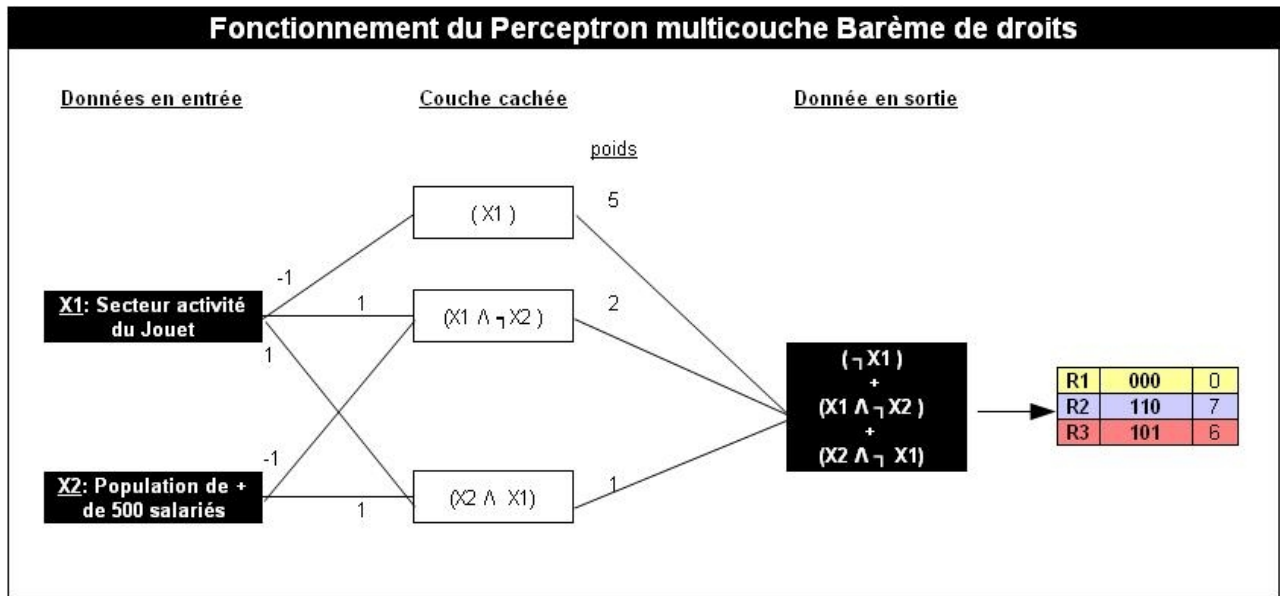 Fonctionnement du Perceptron multicouche Barème de droits
Données en entrée
Couche cachée
Donnée en sortie
poids
( X1 )
5
-1
X1: Secteur activité
du Jouet
1
(X1 Λ ┐X2 )
2
1
(┐X1 )
+
(X1 Λ ┐X2 )
+
(X2 Λ ┐ X1)
R1 000 0
R2 110 7
R3 101 6
-1
X2: Population de +
de 500 salariés
1
(X2 Λ X1)
1